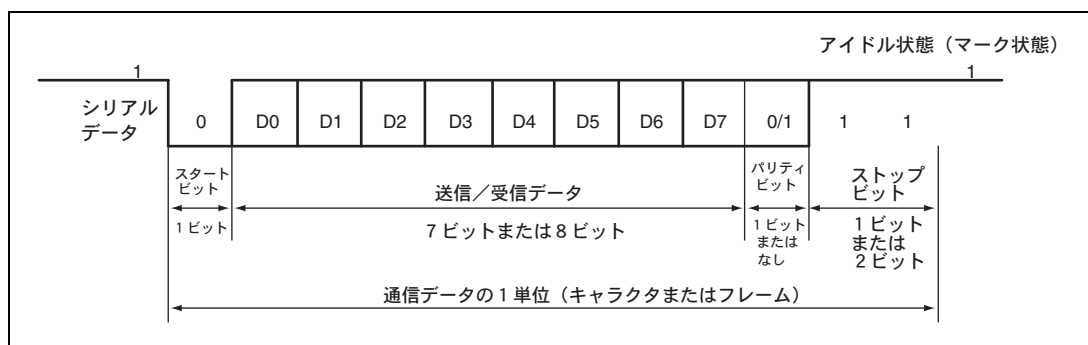 アイドル状態（マーク状態）
1
1
シリアル
データ
0 D0 D1 D2 D3 D4 D5 D6 D7 0/1 1 1
スタート
ビット
1ビット
送信／受信データ
7ビットまたは8ビット
パリティ
ビット
1ビット
または
なし
ストップ
ビット
1ビット
または
2ビット
通信データの1単位（キャラクタまたはフレーム）